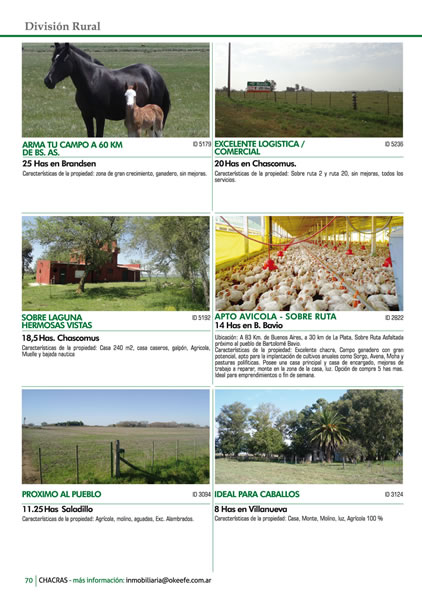 División Rural
ARMA TU CAMPO A 60 KM
DE BS. AS.
ID 5179
25 Has en Brandsen
Características de la propiedad: zona de gran crecimiento, ganadero, sin mejoras.
EXCELENTE LOGISTICA /
COMERCIAL
ID 5236
20 Has en Chascomus.
Características de la propiedad: Sobre ruta 2 y ruta 20, sin mejoras, todos los
servicios.
SOBRE LAGUNA
HERMOSAS VISTAS
ID 5192
18,5 Has. Chascomus
Características de la propiedad: Casa 240 m2, casa caseros, galpón, Agrícola,
Muelle y bajada nautica
APTO AVICOLA - SOBRE RUTA
ID 2822
14 Has en B. Bavio
Ubicación: A 83 Km. de Buenos Aires, a 30 km de La Plata, Sobre Ruta Asfaltada
próximo al pueblo de Bartolomé Bavio.
Características de la propiedad: Excelente chacra, Campo ganadero con gran
potencial, apto para la implantación de cultivos anuales como Sorgo, Avena, Moha y
pasturas polifíticas. Posee una casa principal y casa de encargado, mejoras de
trabajo a reparar, monte en la zona de la casa, luz. Opción de compra 5 has mas.
Ideal para emprendimientos o fin de semana.
PROXIMO AL PUEBLO
ID 3094
11.25 Has Saladillo
Características de la propiedad: Agrícola, molino, aguadas, Exc. Alambrados.
IDEAL PARA CABALLOS
ID 3124
8 Has en Villanueva
Características de la propiedad: Casa, Monte, Molino, luz, Agrícola 100 %
70 CHACRAS - más información: inmobiliaria@okeefe.com.ar